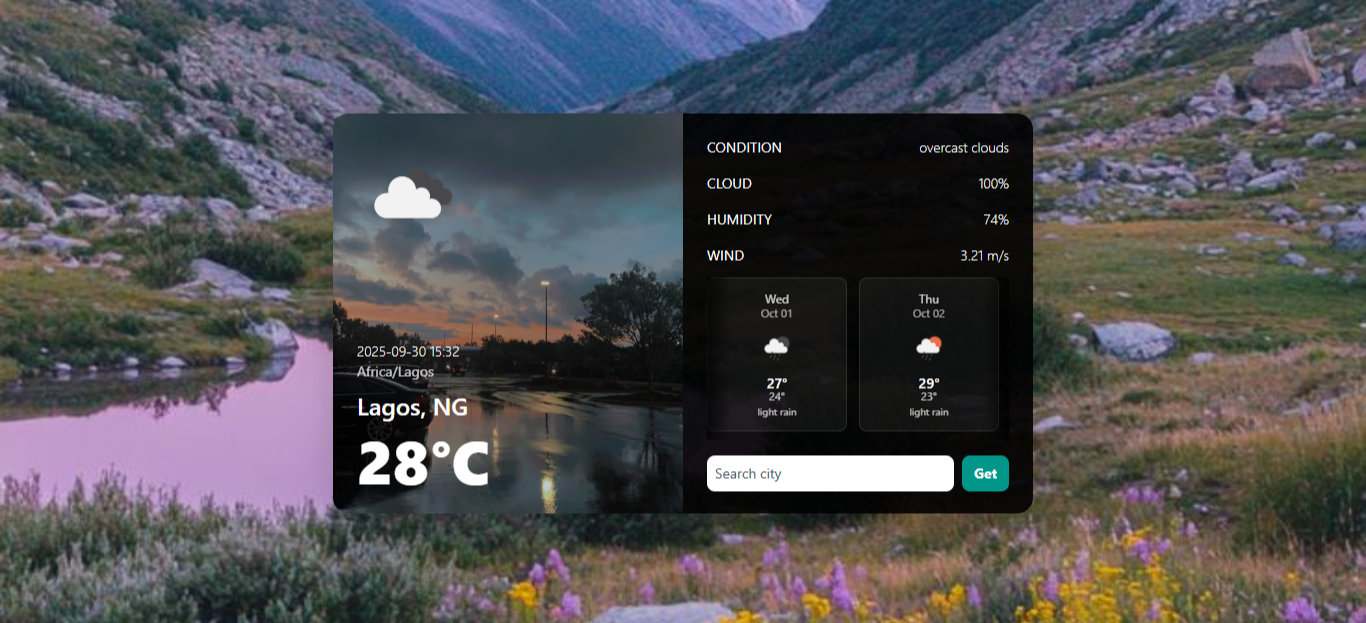 2025-09-30 15:32
Africa/Lagos
Lagos, NG
28°C
CONDITION overcast clouds
CLOUD 100%
HUMIDITY 74%
WIND 3.21 m/s
Wed
Oct 01
27°
24°
light rain
Thu
Oct 02
29°
23°
light rain
Search city
Get